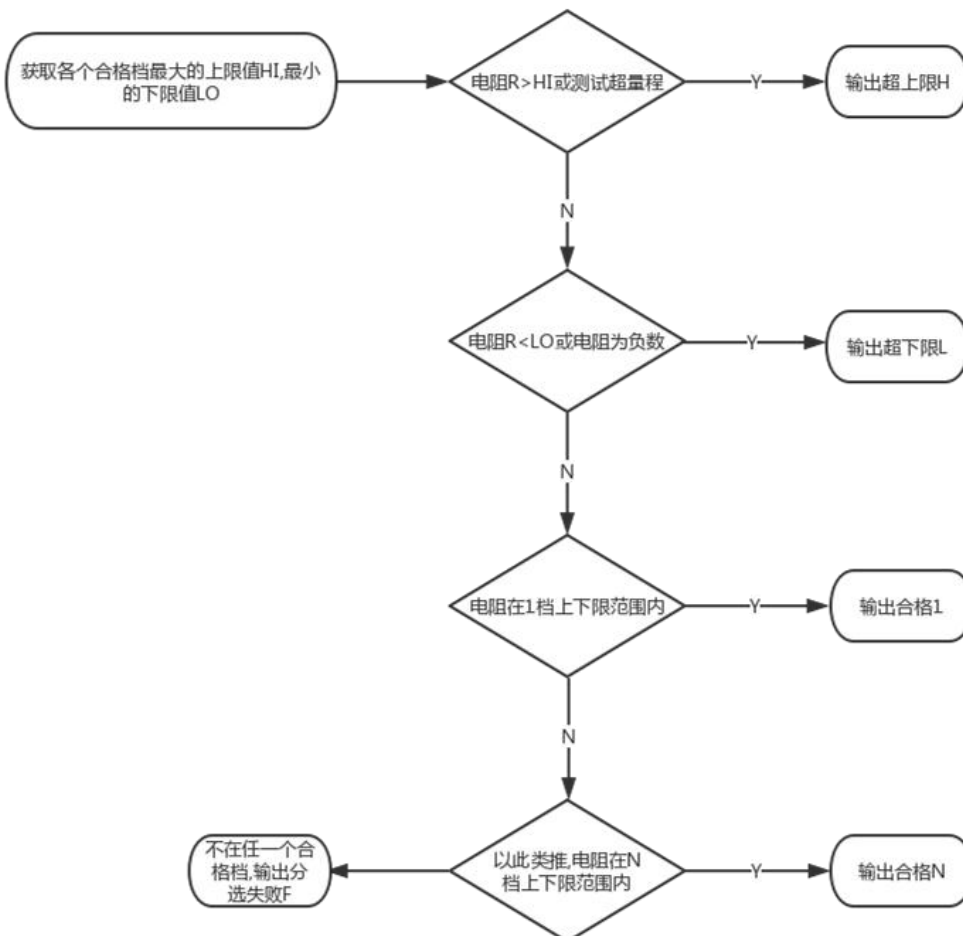 获取各个合格档最大的上限值HI,最小
的下限值LO
电阻R>HI或测试超量程
Y
输出超上限H
N
电阻R<LO或电阻为负数
Y
输出超下限L
N
电阻在1档上下限范围内
Y
输出合格1
N
不在任一个合
格档,输出分
选失败F
以此类推,电阻在N
档上下限范围内
Y
输出合格N